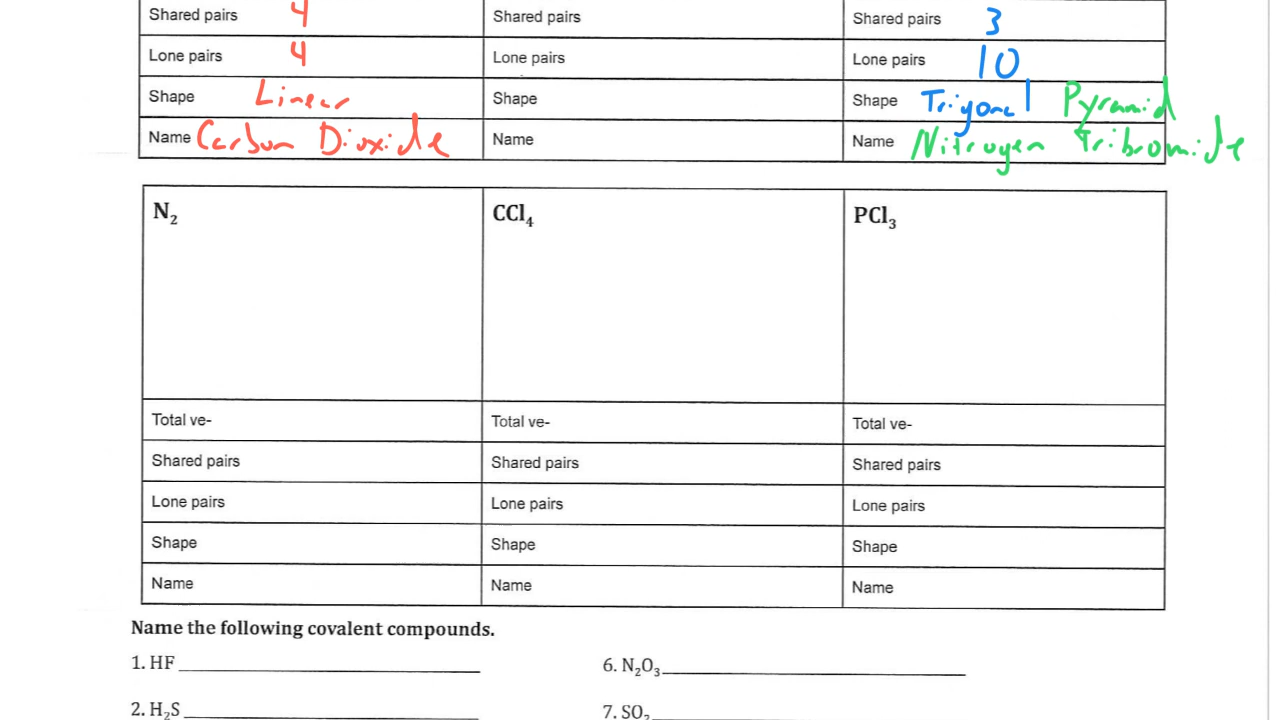 Shared pairs 4
Shared pairs
Shared pairs 3
Lone pairs 4
Lone pairs
Lone pairs 10
Shape Linear
Shape
Shape Trigonal Pyramid
Name Carbon Dioxide
Name
Name Nitrogen Tribromide
N₂
CCl₄
PCl₃
Total ve-
Total ve-
Total ve-
Shared pairs
Shared pairs
Shared pairs
Lone pairs
Lone pairs
Lone pairs
Shape
Shape
Shape
Name
Name
Name
Name the following covalent compounds.
1. HF
6. N₂O₃
2. H₂S
7. SO₂